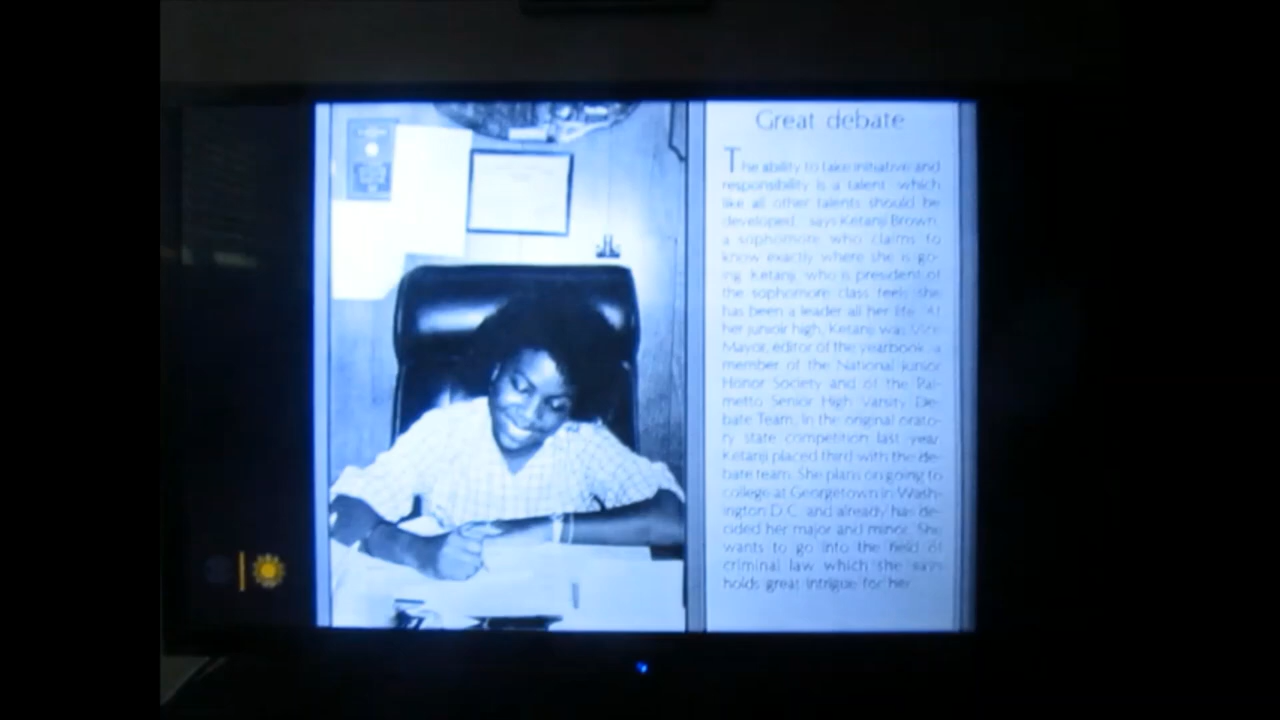 Great debate
The ability to take initiative and
responsibility is a talent which
like all other talents should be
developed says Ketanji Brown,
a sophomore who claims to
know exactly where she is go-
ing. Ketanji, who is president of
the sophomore class feels she
has been a leader all her life. At
her junior high, Ketanji was Vice
Mayor, editor of the yearbook, a
member of the National Junior
Honor Society and of the Pal-
metto Senior High Varsity De-
bate Team. In the original orato-
ry state competition last year
Ketanji placed third with the de-
bate team. She plans on going to
college at Georgetown in Wash-
ington D.C. and already has de-
cided her major and minor. She
wants to go into the field of
criminal law which she says
holds great intrigue for her.